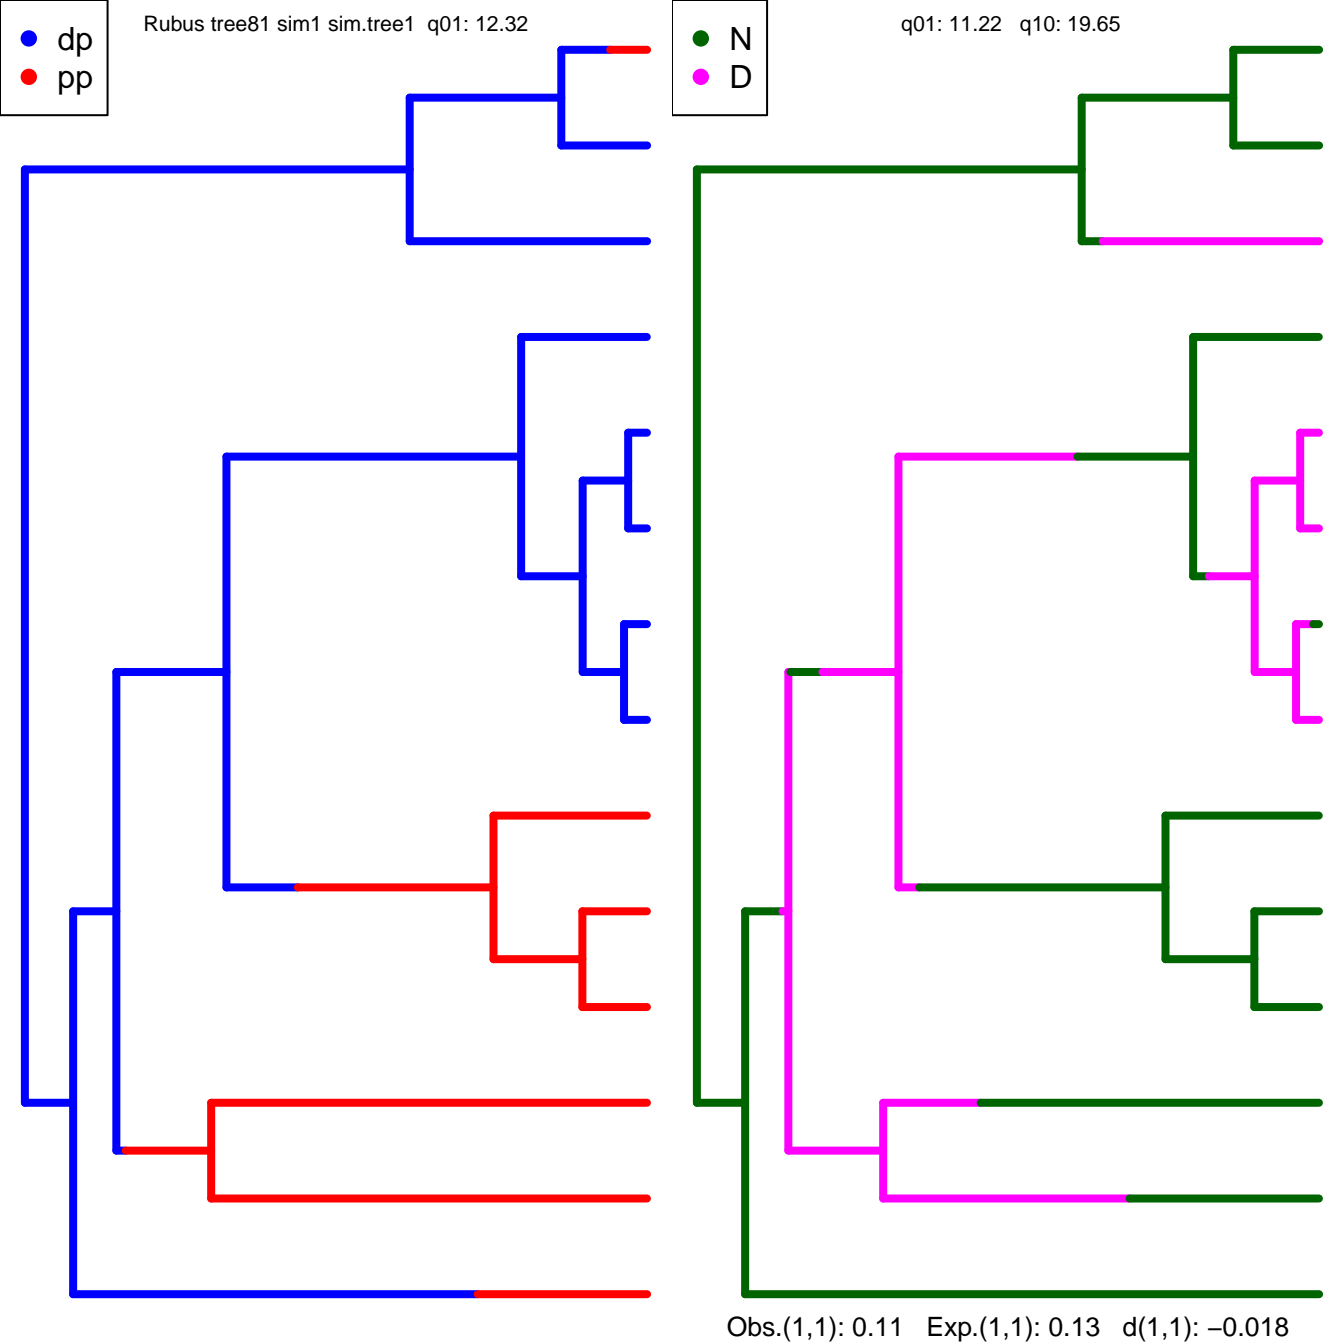 dp
pp
Rubus tree81 sim1 sim.tree1 q01: 12.32
N
D
q01: 11.22 q10: 19.65
Obs.(1,1): 0.11 Exp.(1,1): 0.13 d(1,1): −0.018